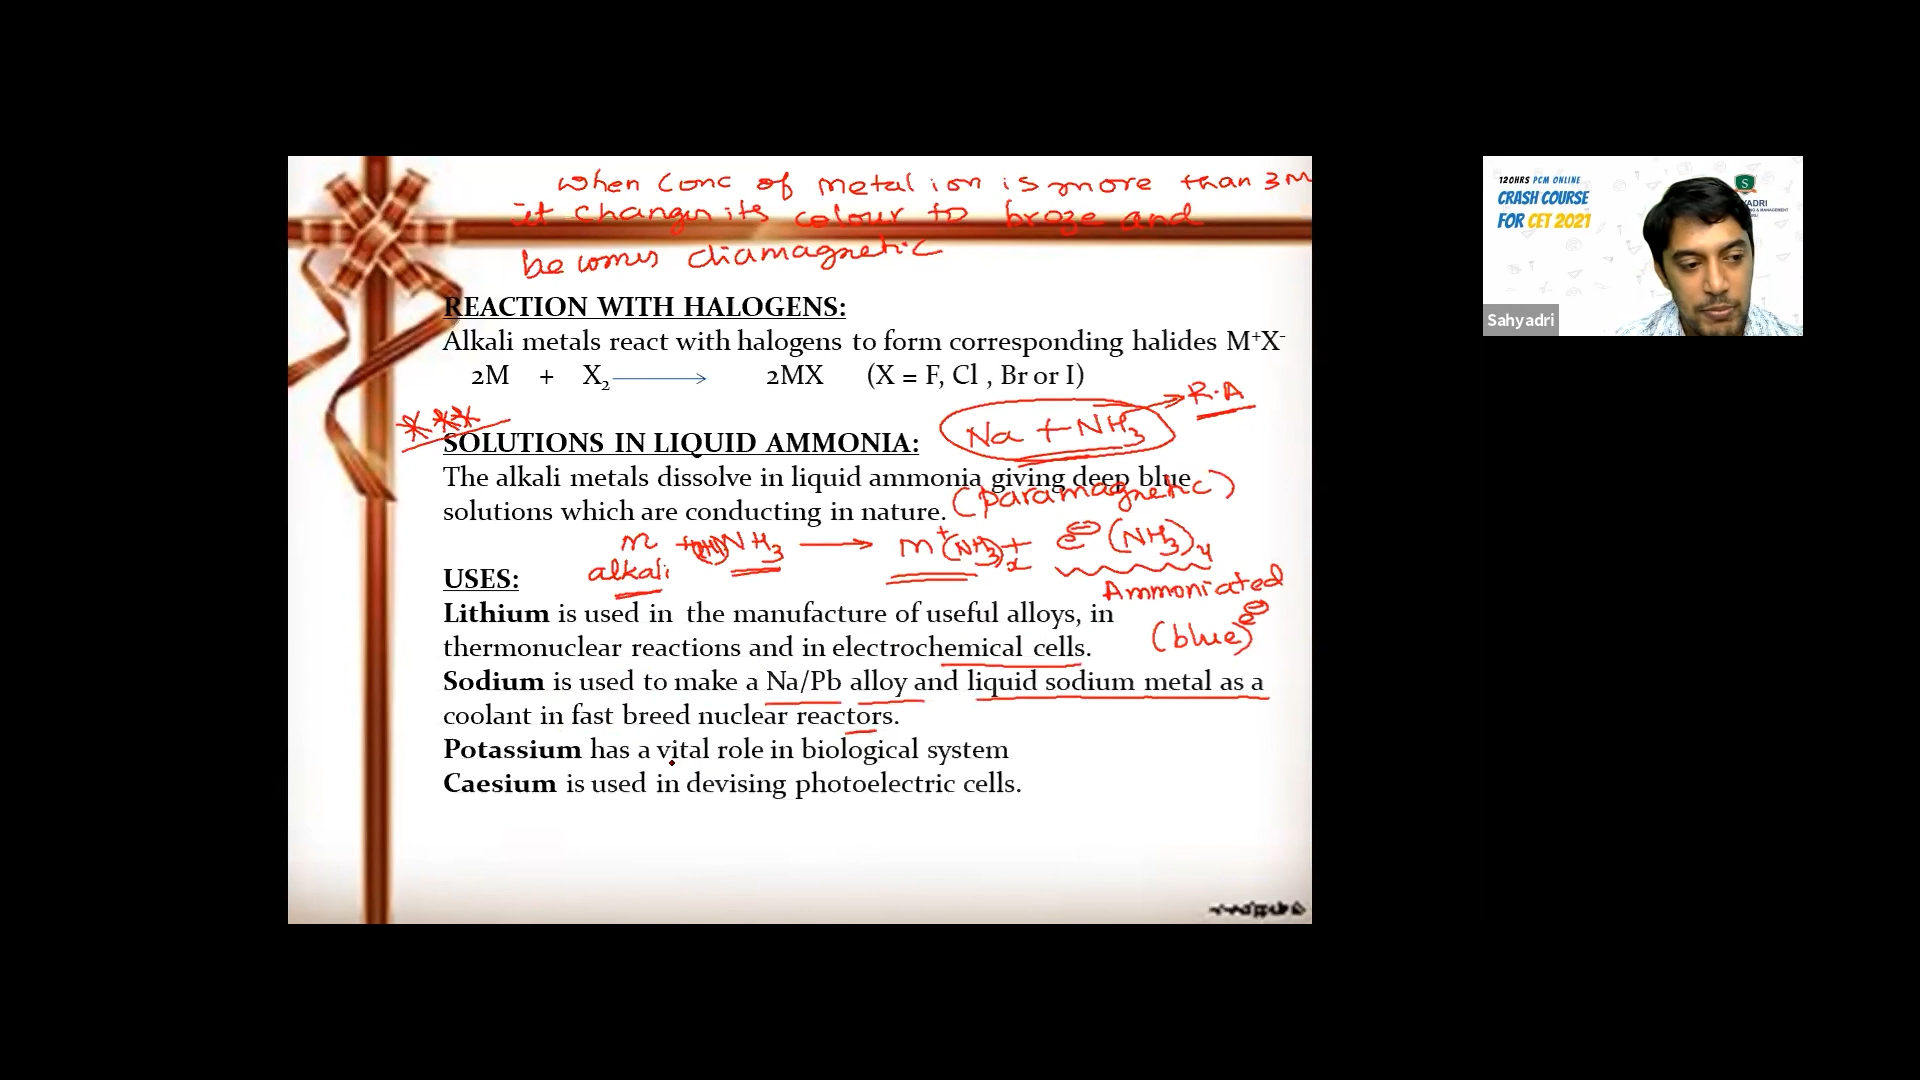 when conc of metal ion is more than 3M
it changes its colour to broze and
becomes diamagnetic
REACTION WITH HALOGENS:
Alkali metals react with halogens to form corresponding halides M⁺X⁻
2M + X₂ → 2MX (X = F, Cl , Br or I)
*** R.A
SOLUTIONS IN LIQUID AMMONIA: Na + NH₃
The alkali metals dissolve in liquid ammonia giving deep blue
solutions which are conducting in nature. (paramagnetic)
M + NH₃ → M⁺(NH₃)ₓ + e⊖(NH₃)y
alkali
Ammoniated
e⊖
(blue)
USES:
Lithium is used in the manufacture of useful alloys, in
thermonuclear reactions and in electrochemical cells.
Sodium is used to make a Na/Pb alloy and liquid sodium metal as a
coolant in fast breed nuclear reactors.
Potassium has a vital role in biological system
Caesium is used in devising photoelectric cells.
120HRS PCM ONLINE
CRASH COURSE
FOR CET 2021
S
Sahyadri